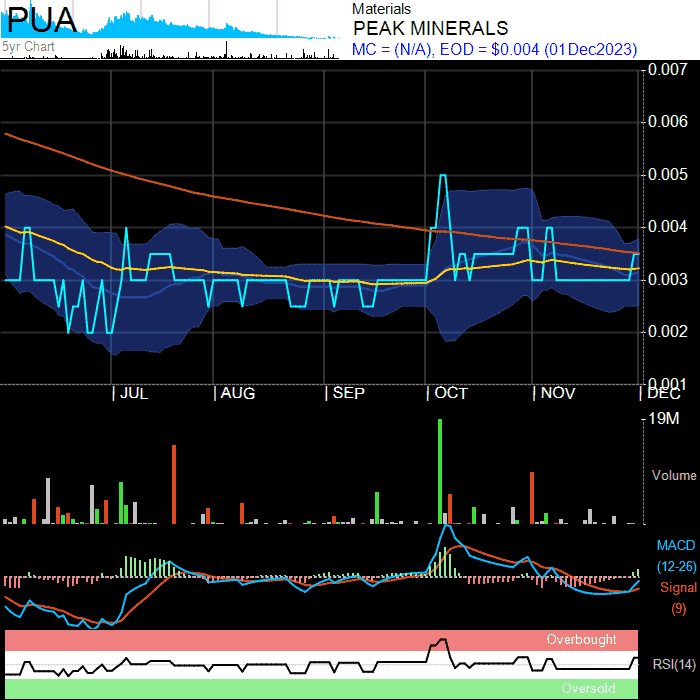 PUA
5yr Chart
Materials
PEAK MINERALS
MC = (N/A), EOD = $0.004 (01Dec2023)
0.007
0.006
0.005
0.004
0.003
0.002
0.001
| JUL | AUG | SEP | OCT | NOV | DEC
19M
Volume
MACD
(12-26)
Signal
(9)
Overbought
RSI(14)
Oversold